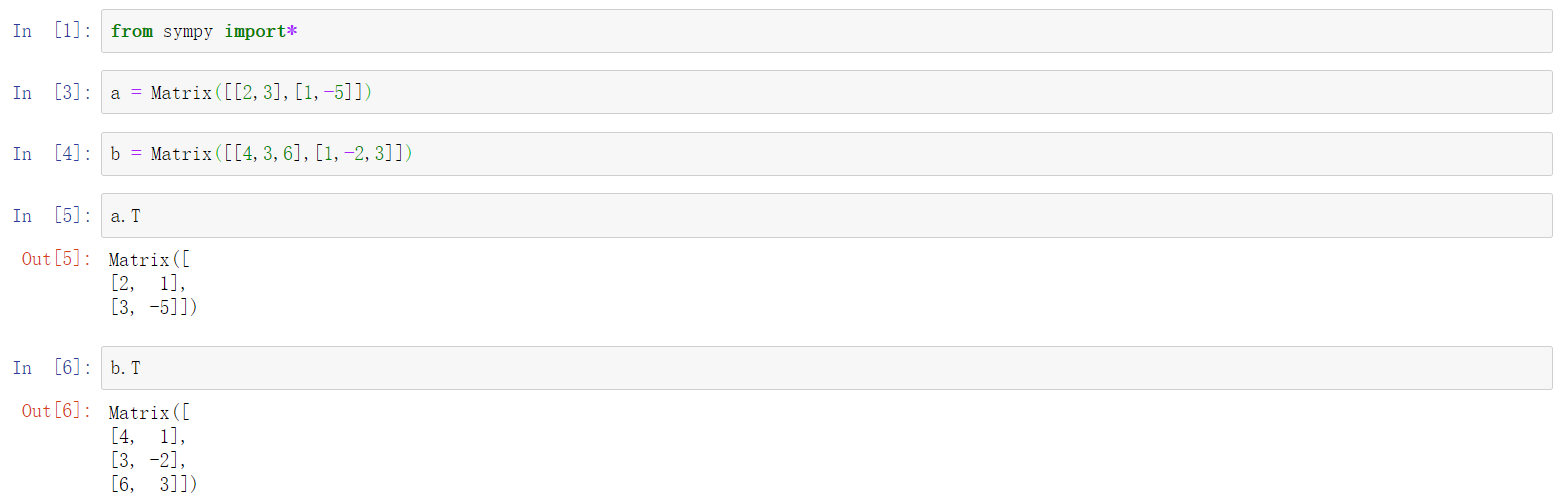 In [1]: from sympy import*
In [3]: a = Matrix([[2,3],[1,-5]])
In [4]: b = Matrix([[4,3,6],[1,-2,3]])
In [5]: a.T
Out[5]: Matrix([
[2,  1],
[3, -5]])
In [6]: b.T
Out[6]: Matrix([
[4,  1],
[3, -2],
[6,  3]])